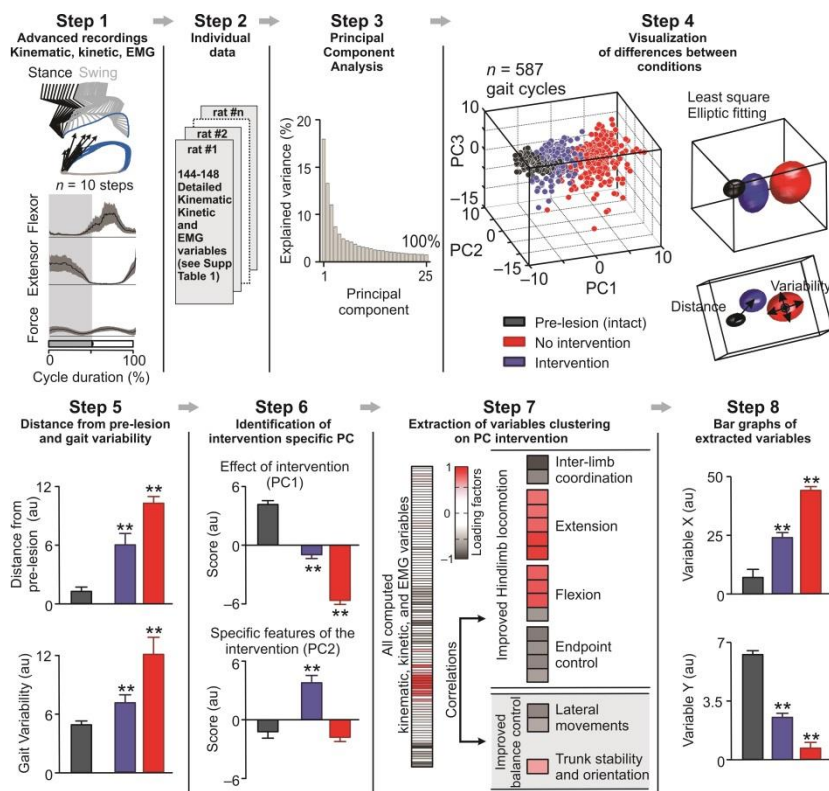 Step 1
Advanced recordings
Kinematic, kinetic, EMG
Stance Swing
n = 10 steps
Flexor
Extensor
Force
0 100
Cycle duration (%)
Step 2
Individual
data
rat #n
rat #2
rat #1
144-148
Detailed
Kinematic
Kinetic
and
EMG
variables
(see Supp
Table 1)
Step 3
Principal
Component
Analysis
Explained variance (%)
20
15
10
5
0
100%
1 25
Principal
component
Step 4
Visualization
of differences between
conditions
n = 587
gait cycles
10
0
–15
PC3
10
0
–15
PC2
–10
0
10
PC1
Pre-lesion (intact)
No intervention
Intervention
Least square
Elliptic fitting
Distance
Variability
Step 5
Distance from pre-lesion
and gait variability
Distance from
pre-lesion (au)
12
6
0
**
**
Gait Variability (au)
12
6
0
**
**
Step 6
Identification of
intervention specific PC
Effect of intervention
(PC1)
Score (au)
6
0
–6
**
**
Specific features of the
intervention (PC2)
Score (au)
6
0
–6
**
Step 7
Extraction of variables clustering
on PC intervention
All computed
kinematic, kinetic, and EMG variables
1
0
–1
Loading factors
Correlations
Improved Hindlimb locomotion
Inter-limb
coordination
Extension
Flexion
Endpoint
control
Improved
balance control
Lateral
movements
Trunk stability
and orientation
Step 8
Bar graphs of
extracted variables
Variable X
50
25
0
**
**
Variable Y
7
3.5
0
**
**